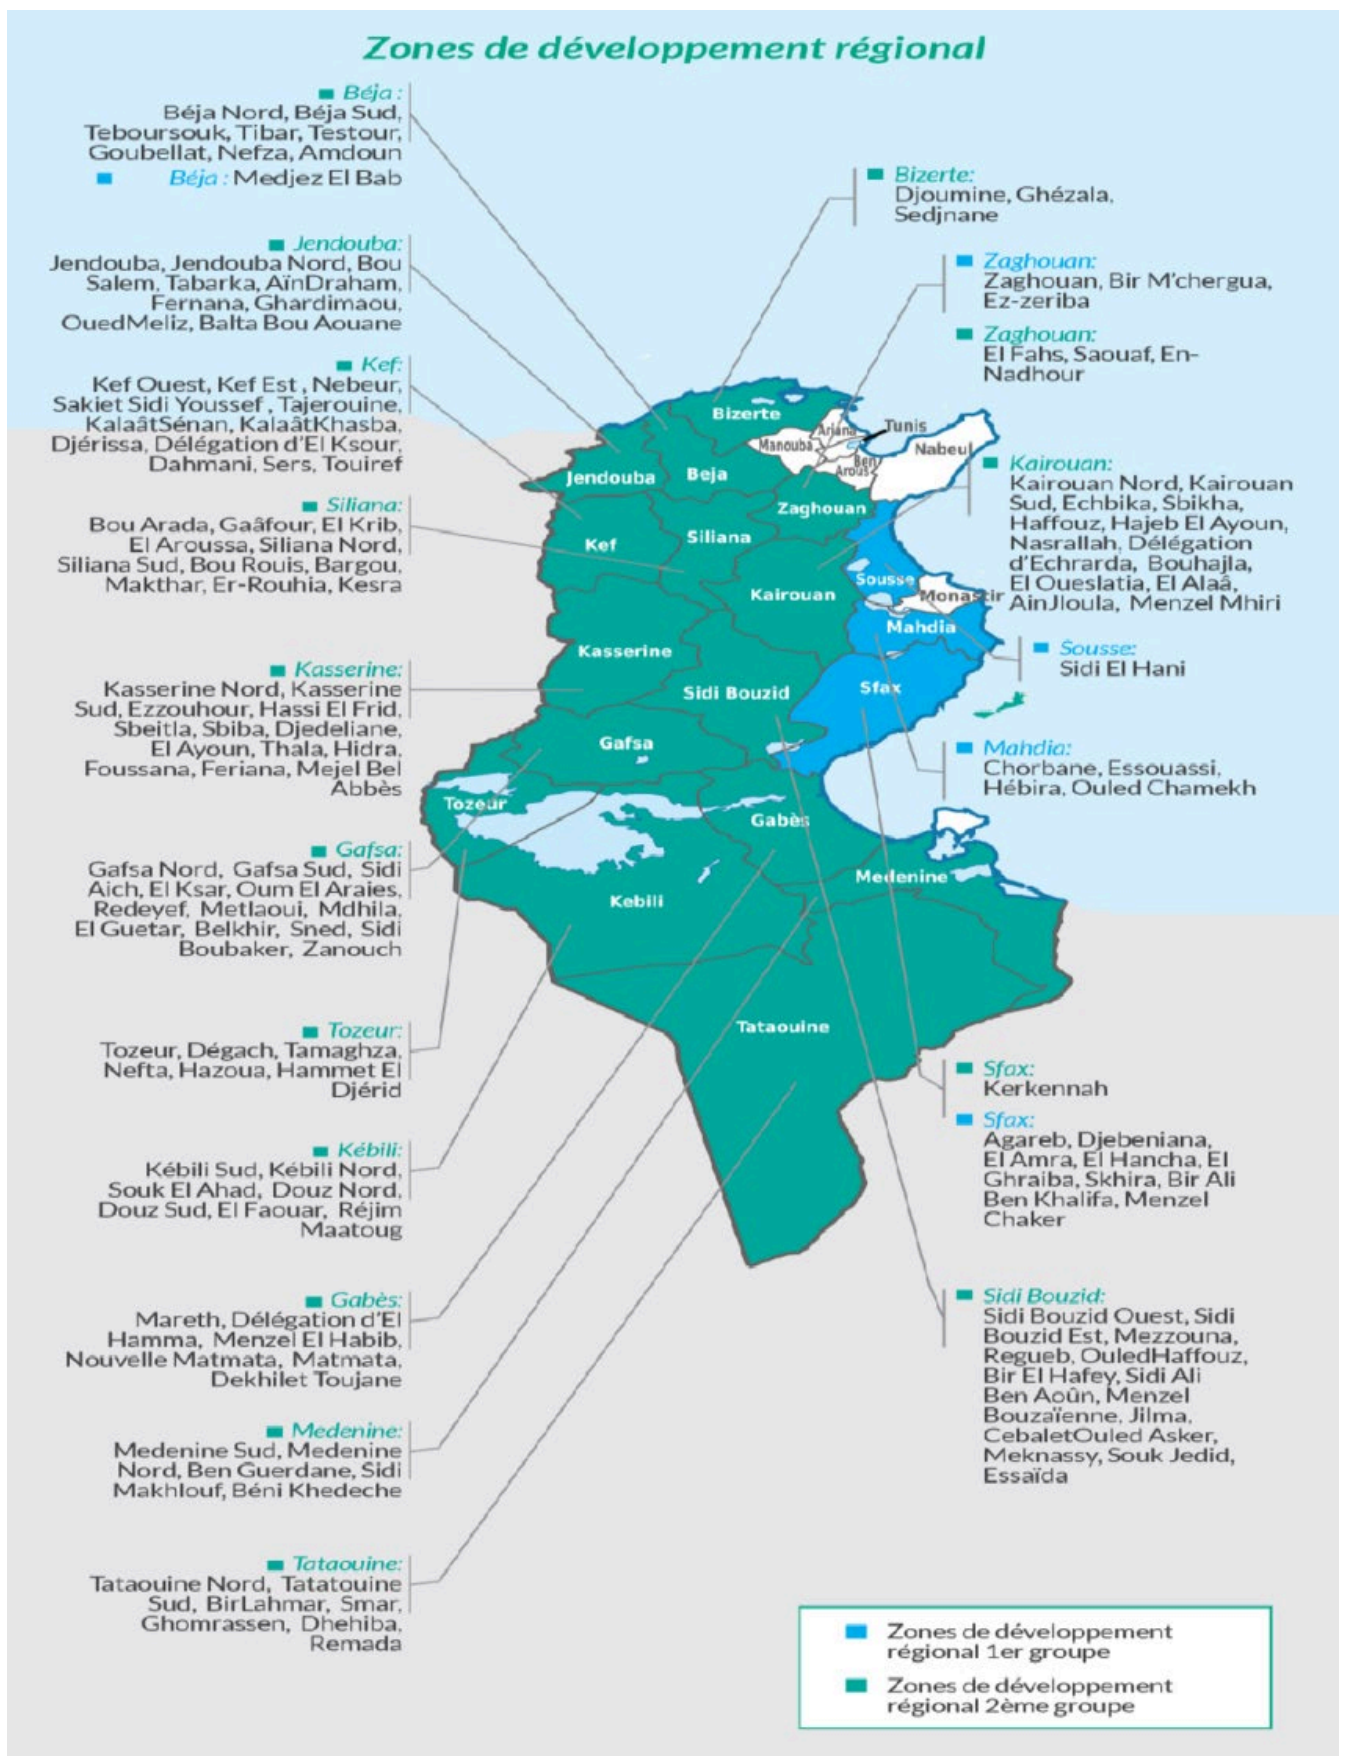 Zones de développement régional
Béja :
Béja Nord, Béja Sud,
Teboursouk, Tibar, Testour,
Goubellat, Nefza, Amdoun
Béja : Medjez El Bab
Jendouba:
Jendouba, Jendouba Nord, Bou
Salem, Tabarka, AïnDraham,
Fernana, Ghardimaou,
OuedMeliz, Balta Bou Aouane
Kef:
Kef Ouest, Kef Est , Nebeur,
Sakiet Sidi Youssef , Tajerouine,
KalaâtSénan, KalaâtKhasba,
Djérissa, Délégation d'El Ksour,
Dahmani, Sers, Touiref
Siliana:
Bou Arada, Gaâfour, El Krib,
El Aroussa, Siliana Nord,
Siliana Sud, Bou Rouis, Bargou,
Makthar, Er-Rouhia, Kesra
Kasserine:
Kasserine Nord, Kasserine
Sud, Ezzouhour, Hassi El Frid,
Sbeitla, Sbiba, Djedeliane,
El Ayoun, Thala, Hidra,
Foussana, Feriana, Mejel Bel
Abbès
Gafsa:
Gafsa Nord, Gafsa Sud, Sidi
Aich, El Ksar, Oum El Araies,
Redeyef, Metlaoui, Mdhila,
El Guetar, Belkhir, Sned, Sidi
Boubaker, Zanouch
Tozeur:
Tozeur, Dégach, Tamaghza,
Nefta, Hazoua, Hammet El
Djérid
Kébili:
Kébili Sud, Kébili Nord,
Souk El Ahad, Douz Nord,
Douz Sud, El Faouar, Réjim
Maatoug
Gabès:
Mareth, Délégation d'El
Hamma, Menzel El Habib,
Nouvelle Matmata, Matmata,
Dekhilet Toujane
Medenine:
Medenine Sud, Medenine
Nord, Ben Guerdane, Sidi
Makhlouf, Béni Khedeche
Tataouine:
Tataouine Nord, Tatatouine
Sud, BirLahmar, Smar,
Ghomrassen, Dhehiba,
Remada
Bizerte
Ariana
Tunis
Manouba
Ben
Arous
Nabeul
Jendouba
Beja
Zaghouan
Kef
Siliana
Sousse
Kairouan
Monastir
Mahdia
Kasserine
Sidi Bouzid
Sfax
Gafsa
Tozeur
Gabès
Medenine
Kebili
Tataouine
Bizerte:
Djoumine, Ghézala,
Sedjnane
Zaghouan:
Zaghouan, Bir M'chergua,
Ez-zeriba
Zaghouan:
El Fahs, Saouaf, En-
Nadhour
Kairouan:
Kairouan Nord, Kairouan
Sud, Echbika, Sbikha,
Haffouz, Hajeb El Ayoun,
Nasrallah, Délégation
d'Echrarda, Bouhajla,
El Oueslatia, El Alaâ,
AinJloula, Menzel Mhiri
Sousse:
Sidi El Hani
Mahdia:
Chorbane, Essouassi,
Hébira, Ouled Chamekh
Sfax:
Kerkennah
Sfax:
Agareb, Djebeniana,
El Amra, El Hancha, El
Ghraiba, Skhira, Bir Ali
Ben Khalifa, Menzel
Chaker
Sidi Bouzid:
Sidi Bouzid Ouest, Sidi
Bouzid Est, Mezzouna,
Regueb, OuledHaffouz,
Bir El Hafey, Sidi Ali
Ben Aoûn, Menzel
Bouzaïenne, Jilma,
CebaletOuled Asker,
Meknassy, Souk Jedid,
Essaïda
Zones de développement
régional 1er groupe
Zones de développement
régional 2ème groupe